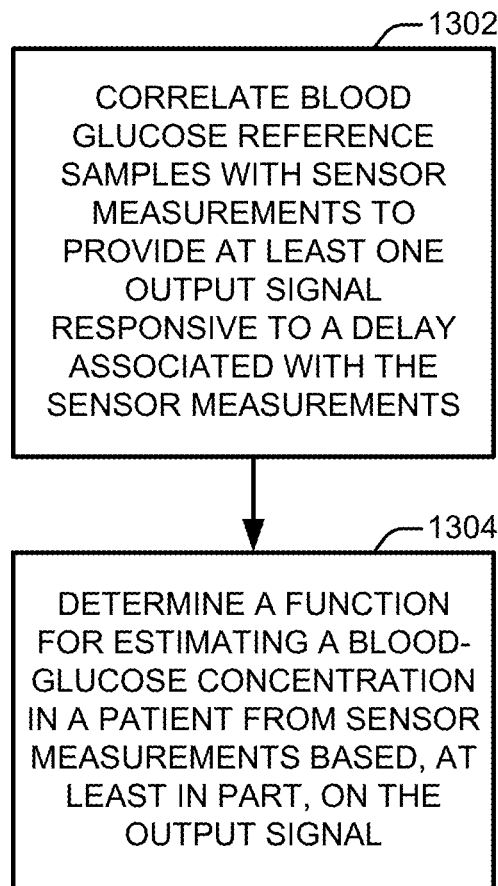 1302
CORRELATE BLOOD
GLUCOSE REFERENCE
SAMPLES WITH SENSOR
MEASUREMENTS TO
PROVIDE AT LEAST ONE
OUTPUT SIGNAL
RESPONSIVE TO A DELAY
ASSOCIATED WITH THE
SENSOR MEASUREMENTS
1304
DETERMINE A FUNCTION
FOR ESTIMATING A BLOOD-
GLUCOSE CONCENTRATION
IN A PATIENT FROM SENSOR
MEASUREMENTS BASED, AT
LEAST IN PART, ON THE
OUTPUT SIGNAL